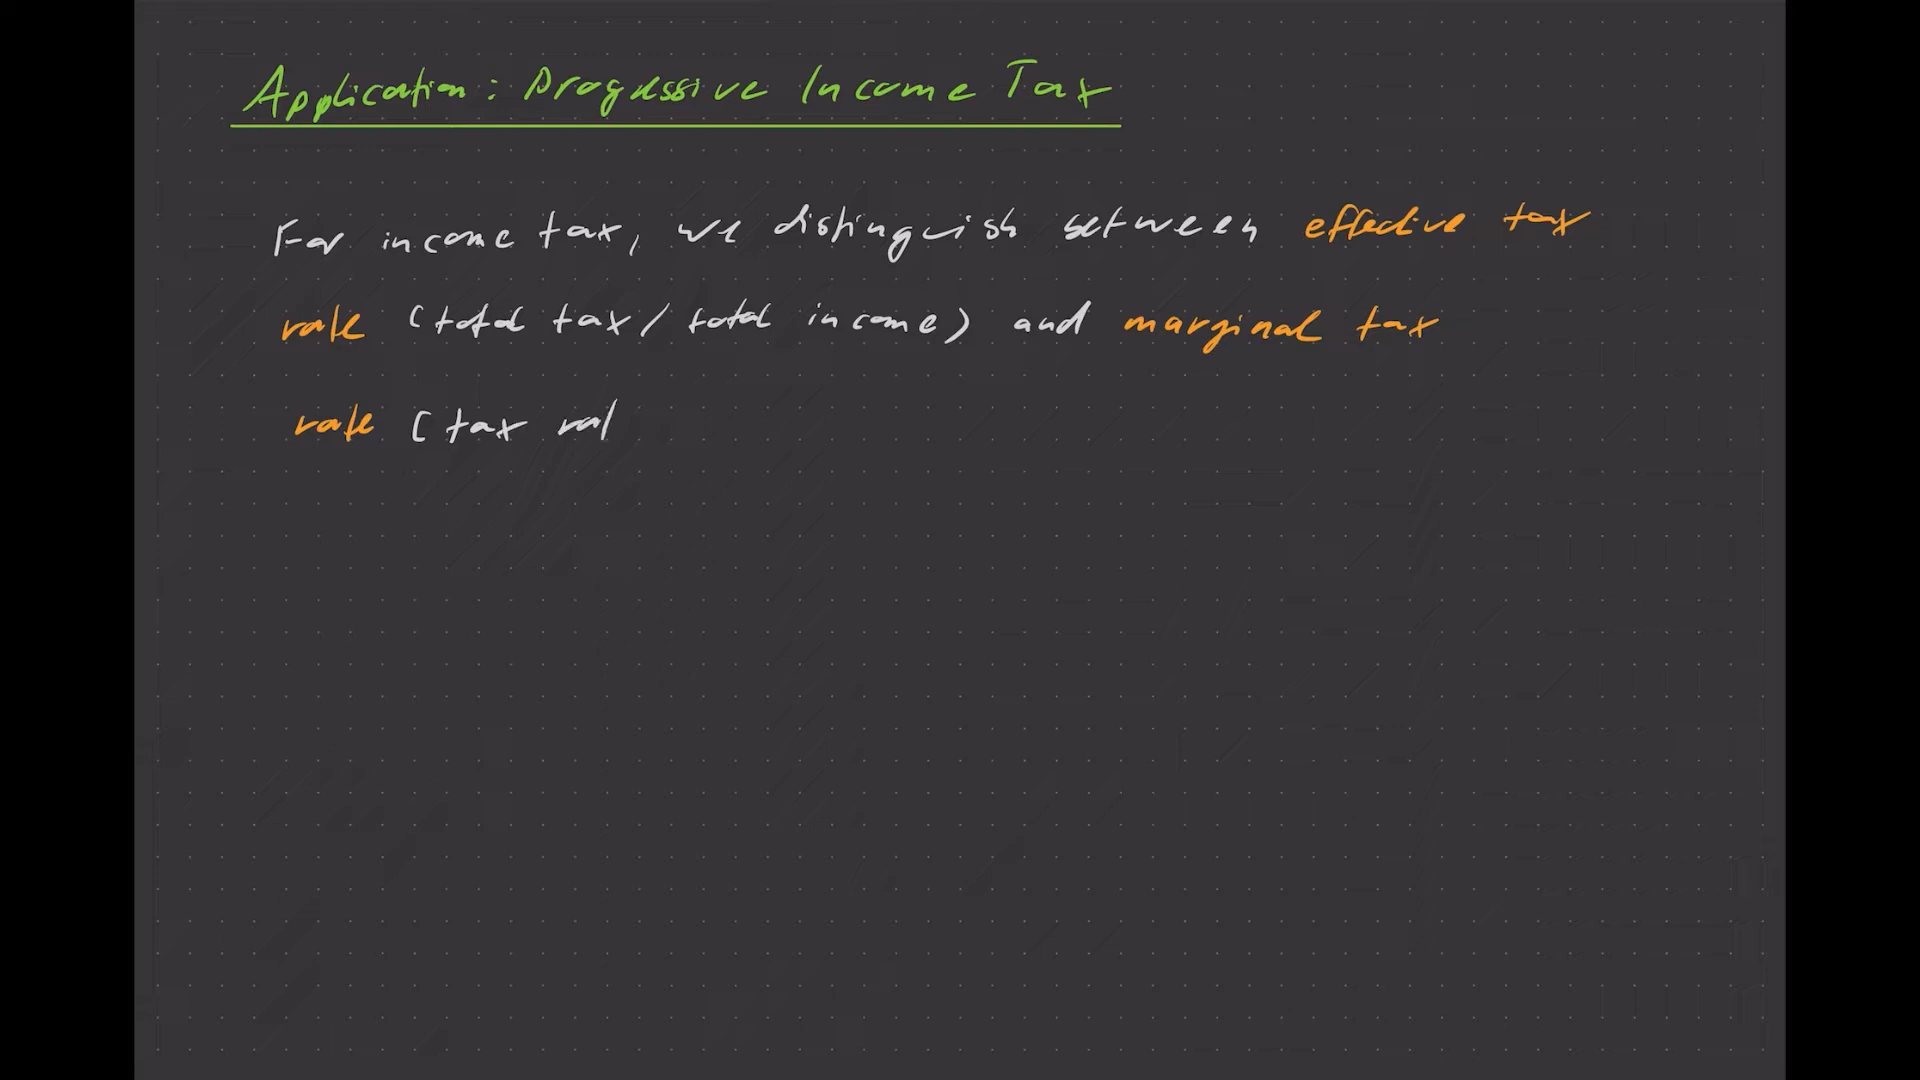 Application: Progressive Income Tax
For income tax, we distinguish between effective tax
rate (total tax/total income) and marginal tax
rate (tax rat